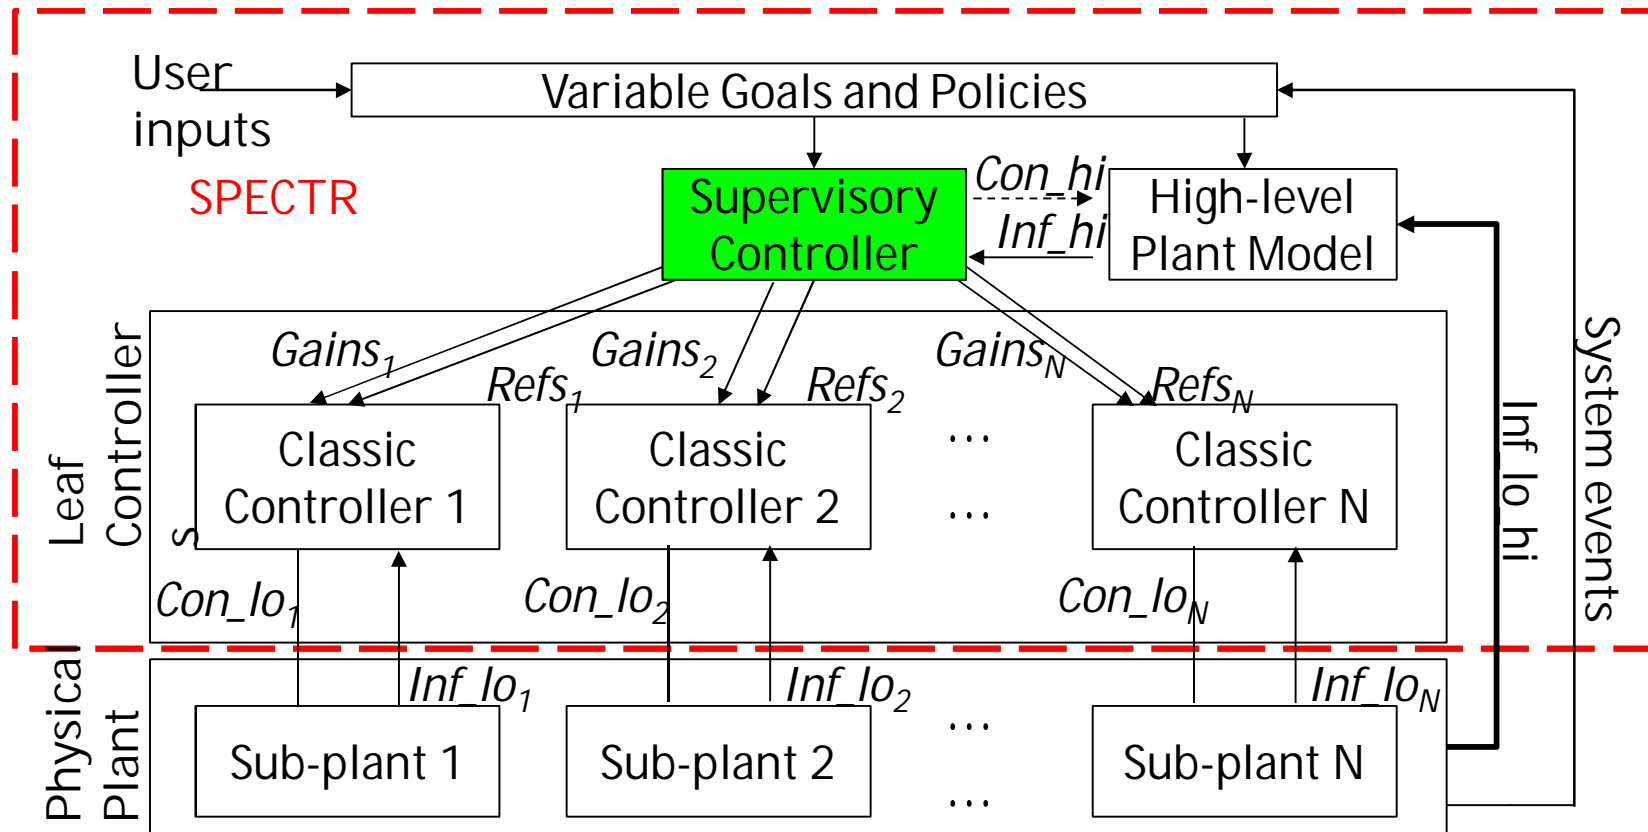 User
inputs
Variable Goals and Policies
SPECTR
Supervisory
Controller
Con_hi
Inf_hi
High-level
Plant Model
Gains1
Refs1
Gains2
Refs2
GainsN
RefsN
Leaf
Controller
s
Classic
Controller 1
Classic
Controller 2
...
...
Classic
Controller N
Inf_lo_hi
System events
Con_lo1
Con_lo2
Con_loN
Physical
Plant
Inf_lo1
Inf_lo2
Inf_loN
Sub-plant 1
Sub-plant 2
...
...
Sub-plant N